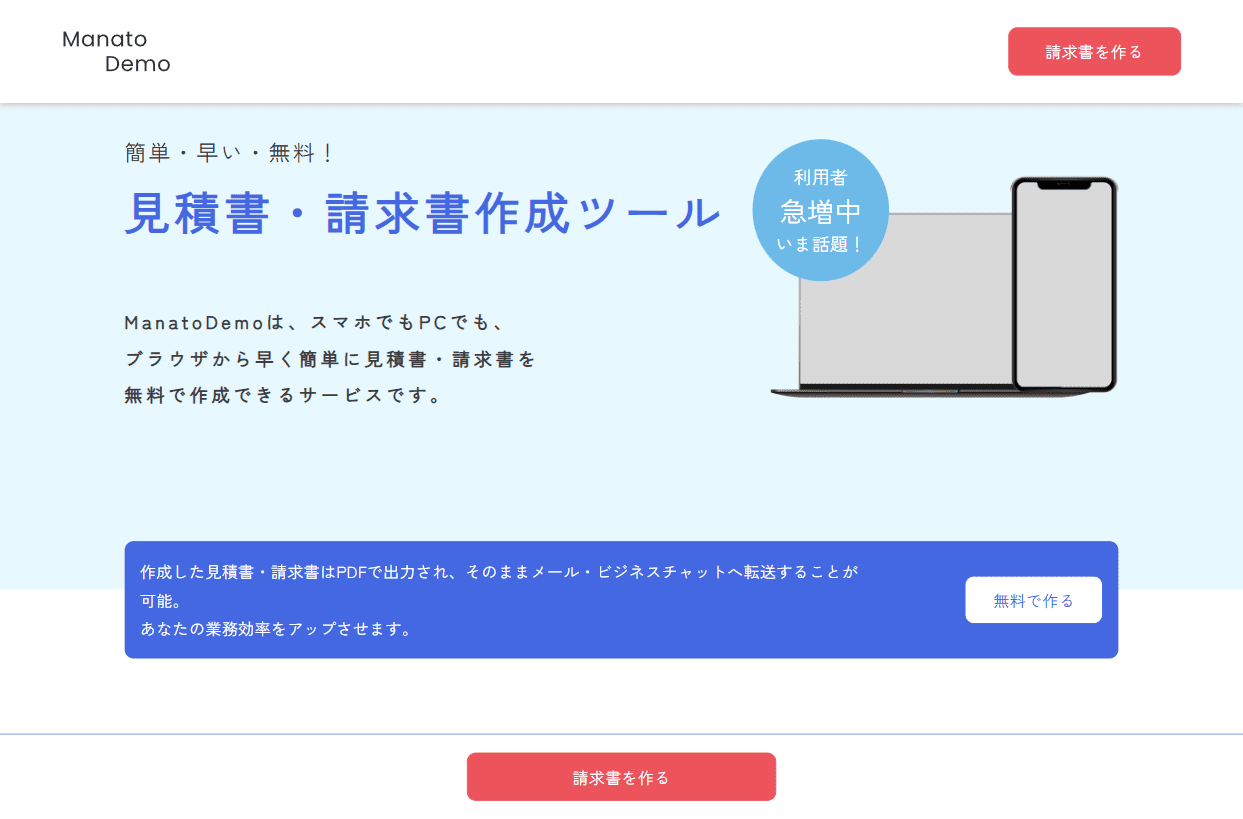 Manato
Demo
請求書を作る
簡単・早い・無料！
見積書・請求書作成ツール
利用者
急増中
いま話題！
ManatoDemoは、スマホでもPCでも、
ブラウザから早く簡単に見積書・請求書を
無料で作成できるサービスです。
作成した見積書・請求書はPDFで出力され、そのままメール・ビジネスチャットへ転送することが
可能。
あなたの業務効率をアップさせます。
無料で作る
請求書を作る